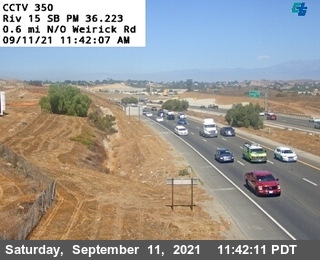 CCTV 350
Riv 15 SB PM 36.223
0.6 mi N/O Weirick Rd
09/11/21 11:42:07 AM
Saturday, September 11, 2021 11:42:11 PDT